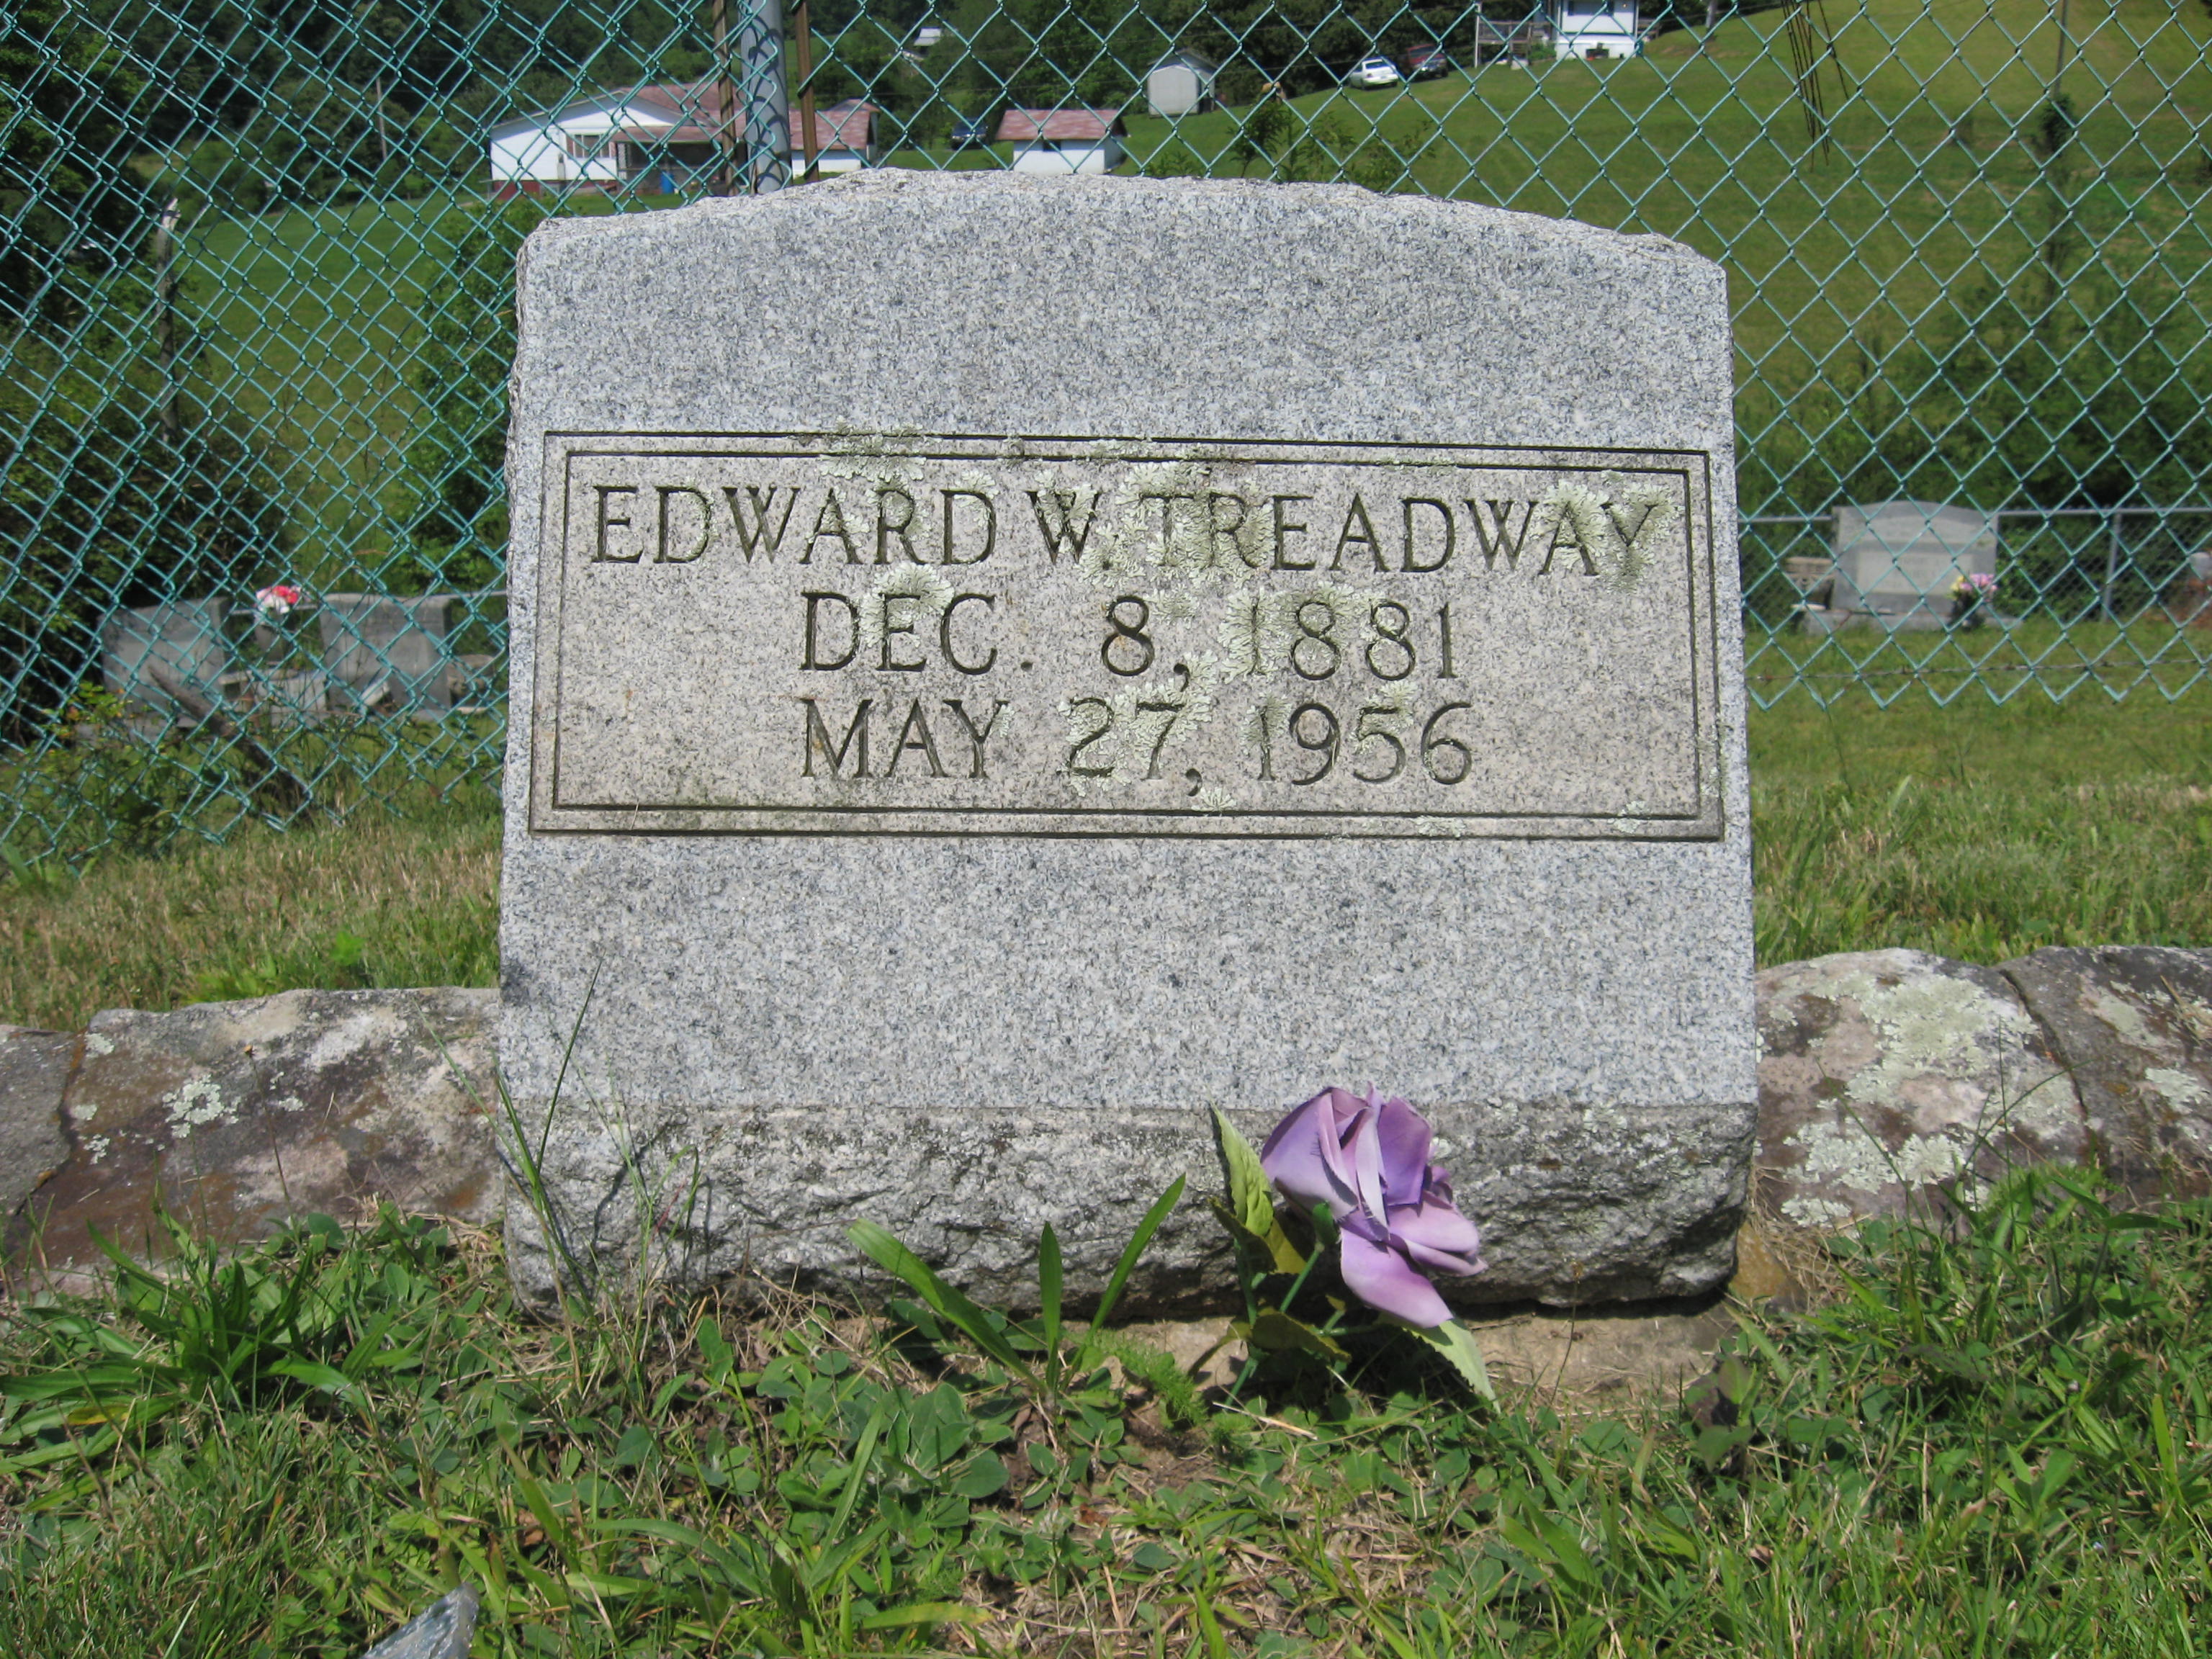 EDWARD W. TREADWAY
DEC. 8, 1881
MAY 27, 1956